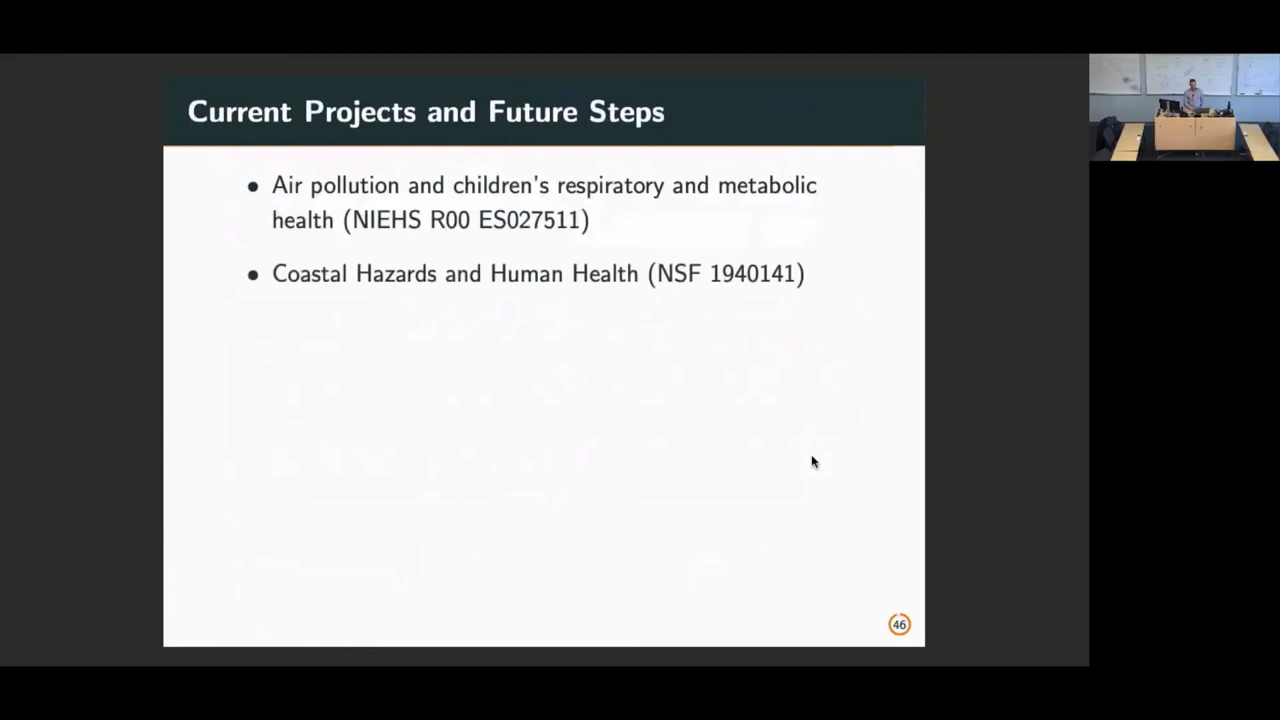 Current Projects and Future Steps
• Air pollution and children's respiratory and metabolic
health (NIEHS R00 ES027511)
• Coastal Hazards and Human Health (NSF 1940141)
46